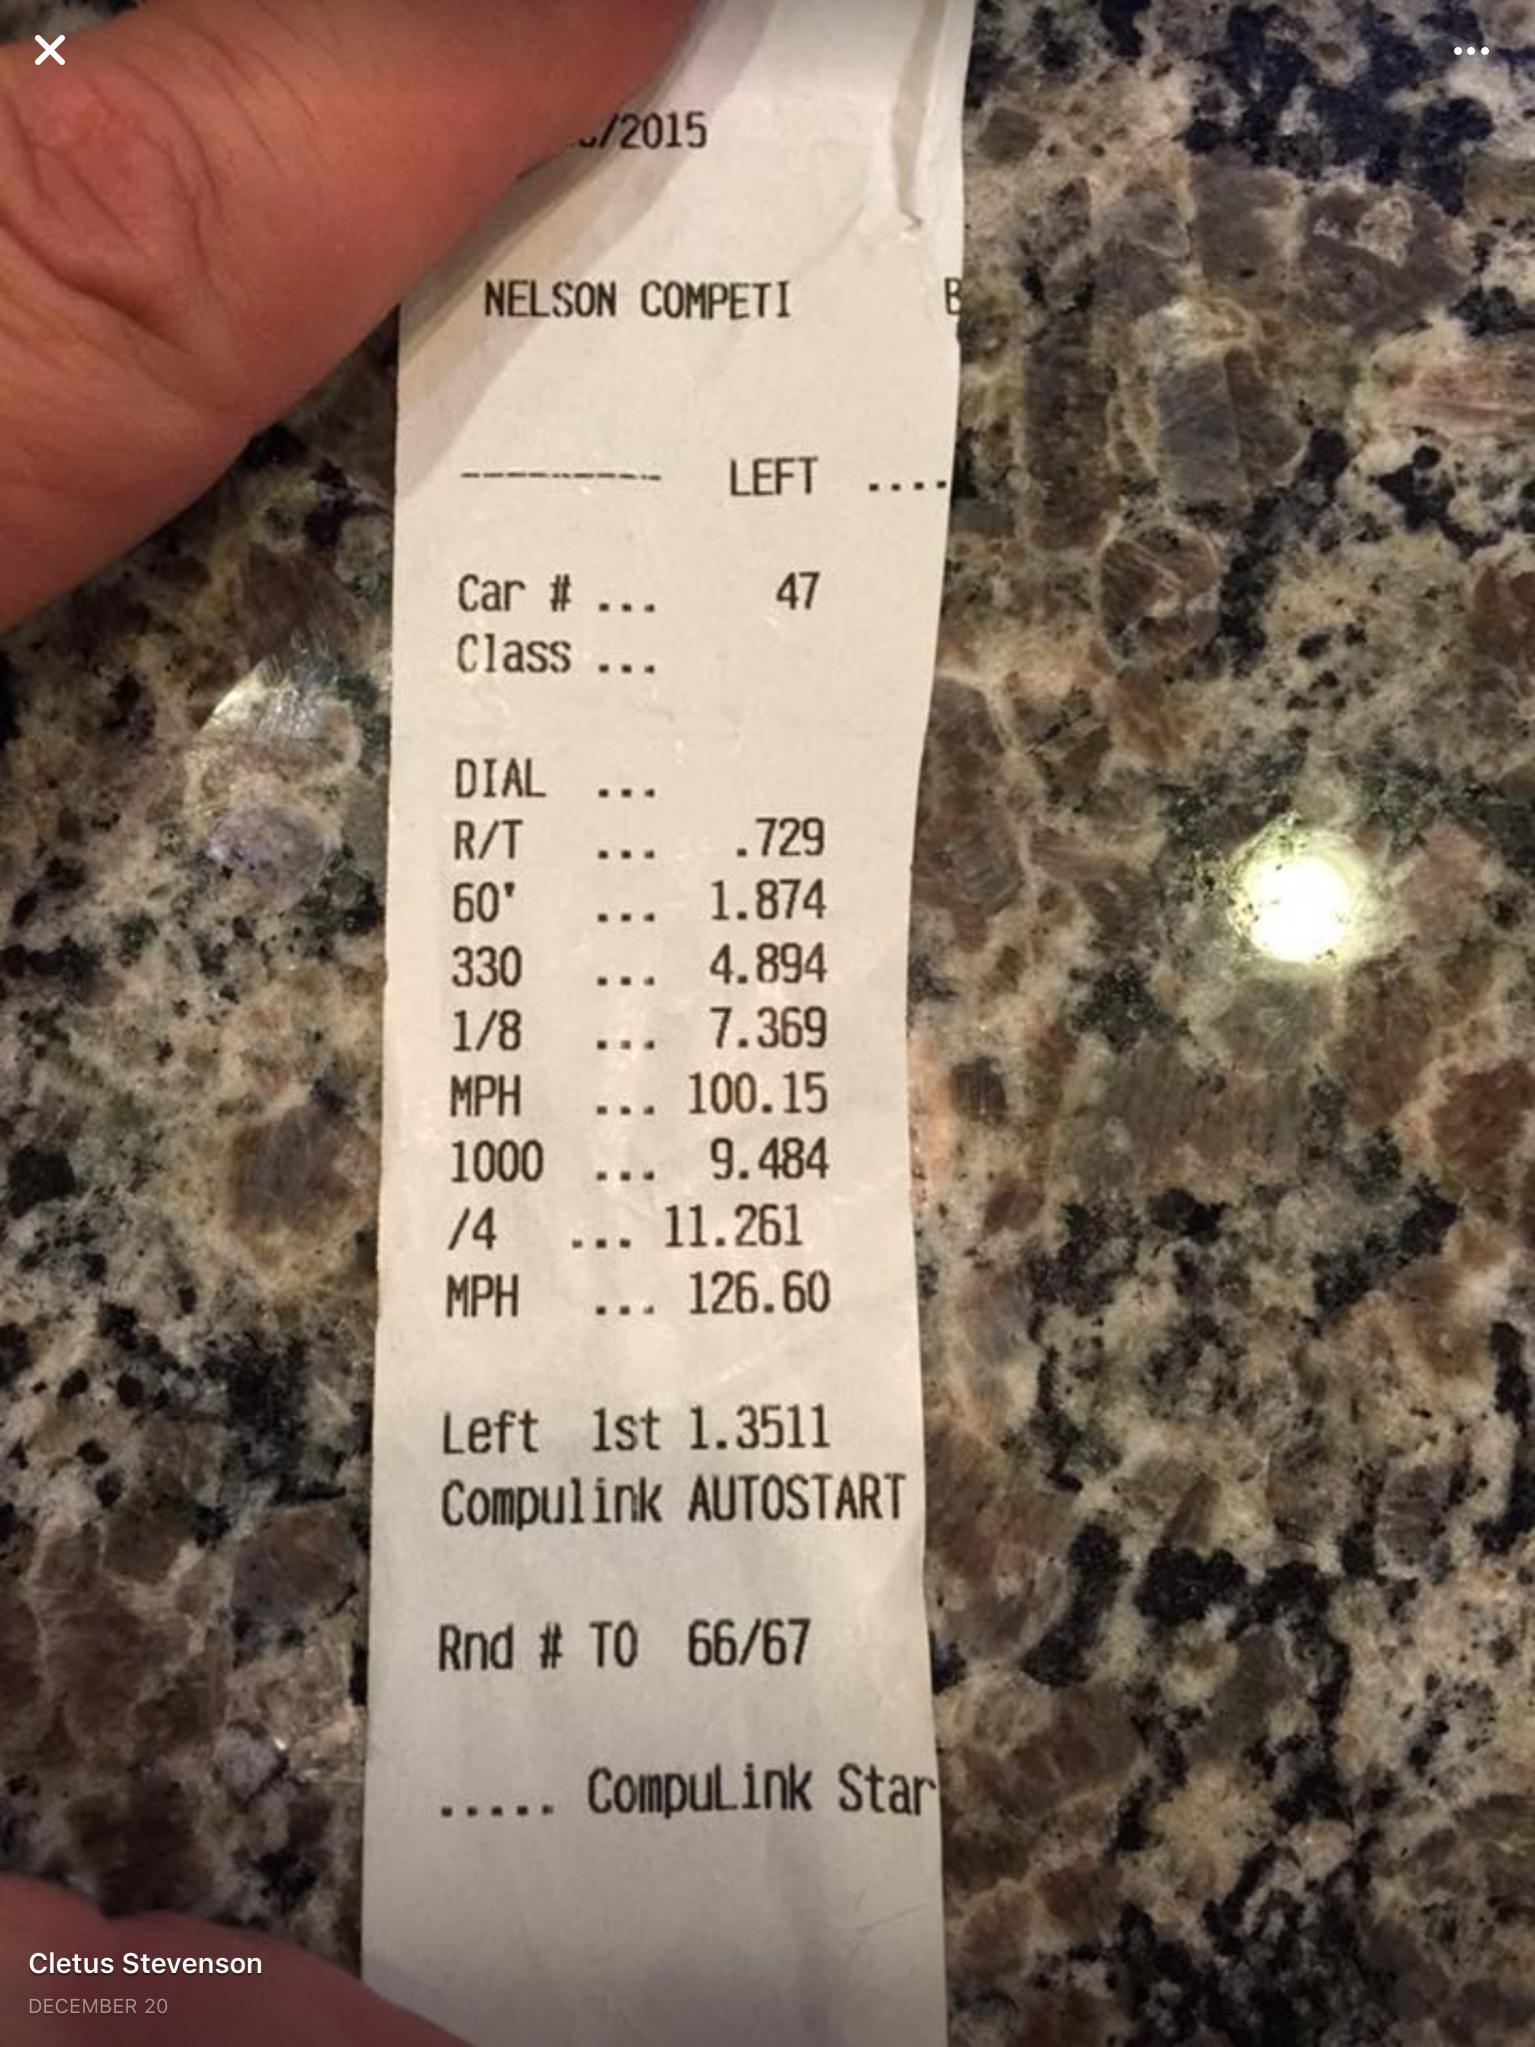 /2015
NELSON COMPETI B
--------- LEFT ....
Car # ... 47
Class ...
DIAL ...
R/T ... .729
60' ... 1.874
330 ... 4.894
1/8 ... 7.369
MPH ... 100.15
1000 ... 9.484
/4 ... 11.261
MPH ... 126.60
Left 1st 1.3511
Compulink AUTOSTART
Rnd # TO 66/67
..... CompuLink Star
Cletus Stevenson
DECEMBER 20